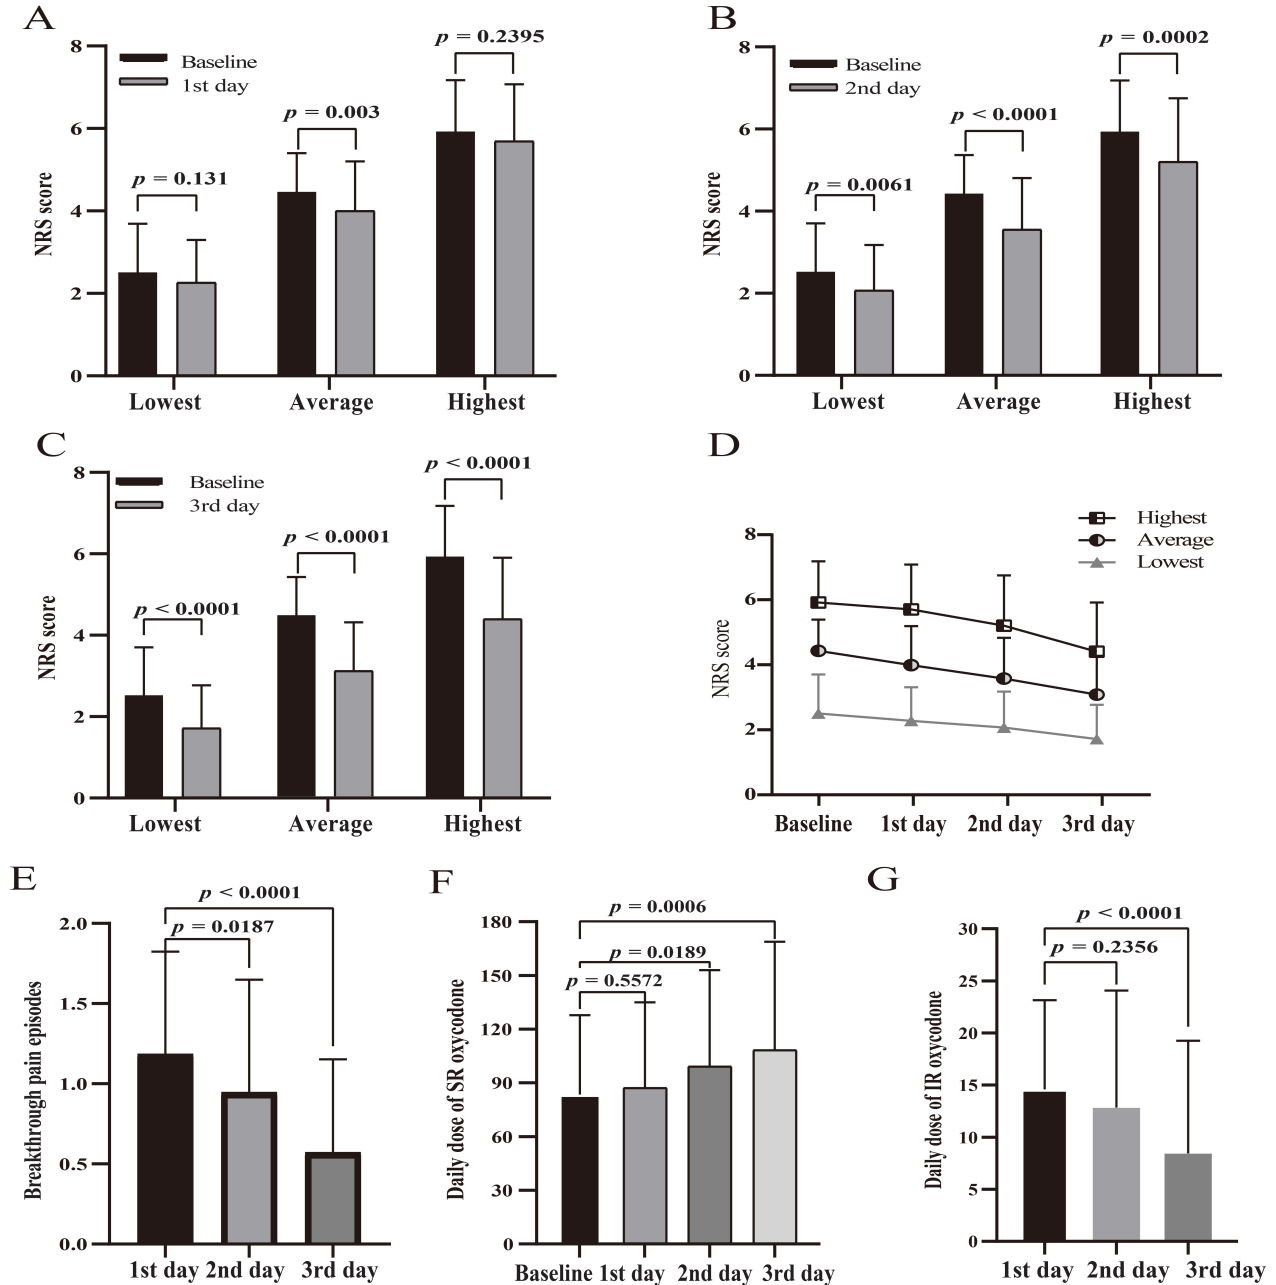 A
p = 0.2395
8
Baseline
1st day
p = 0.003
6
p = 0.131
4
NRS score
2
0
Lowest Average Highest
B
p = 0.0002
8
Baseline
2nd day
p < 0.0001
6
p = 0.0061
4
NRS score
2
0
Lowest Average Highest
C
p < 0.0001
8
Baseline
3rd day
p < 0.0001
6
p < 0.0001
4
NRS score
2
0
Lowest Average Highest
D
Highest
Average
Lowest
8
6
4
NRS score
2
0
Baseline 1st day 2nd day 3rd day
E
p < 0.0001
p = 0.0187
2.0
1.5
1.0
0.5
0.0
Breakthrough pain episodes
1st day 2nd day 3rd day
F
p = 0.0006
p = 0.0189
p = 0.5572
180
150
120
90
60
30
0
Daily dose of SR oxycodone
Baseline 1st day 2nd day 3rd day
G
p < 0.0001
p = 0.2356
30
25
20
15
10
5
0
Daily dose of IR oxycodone
1st day 2nd day 3rd day